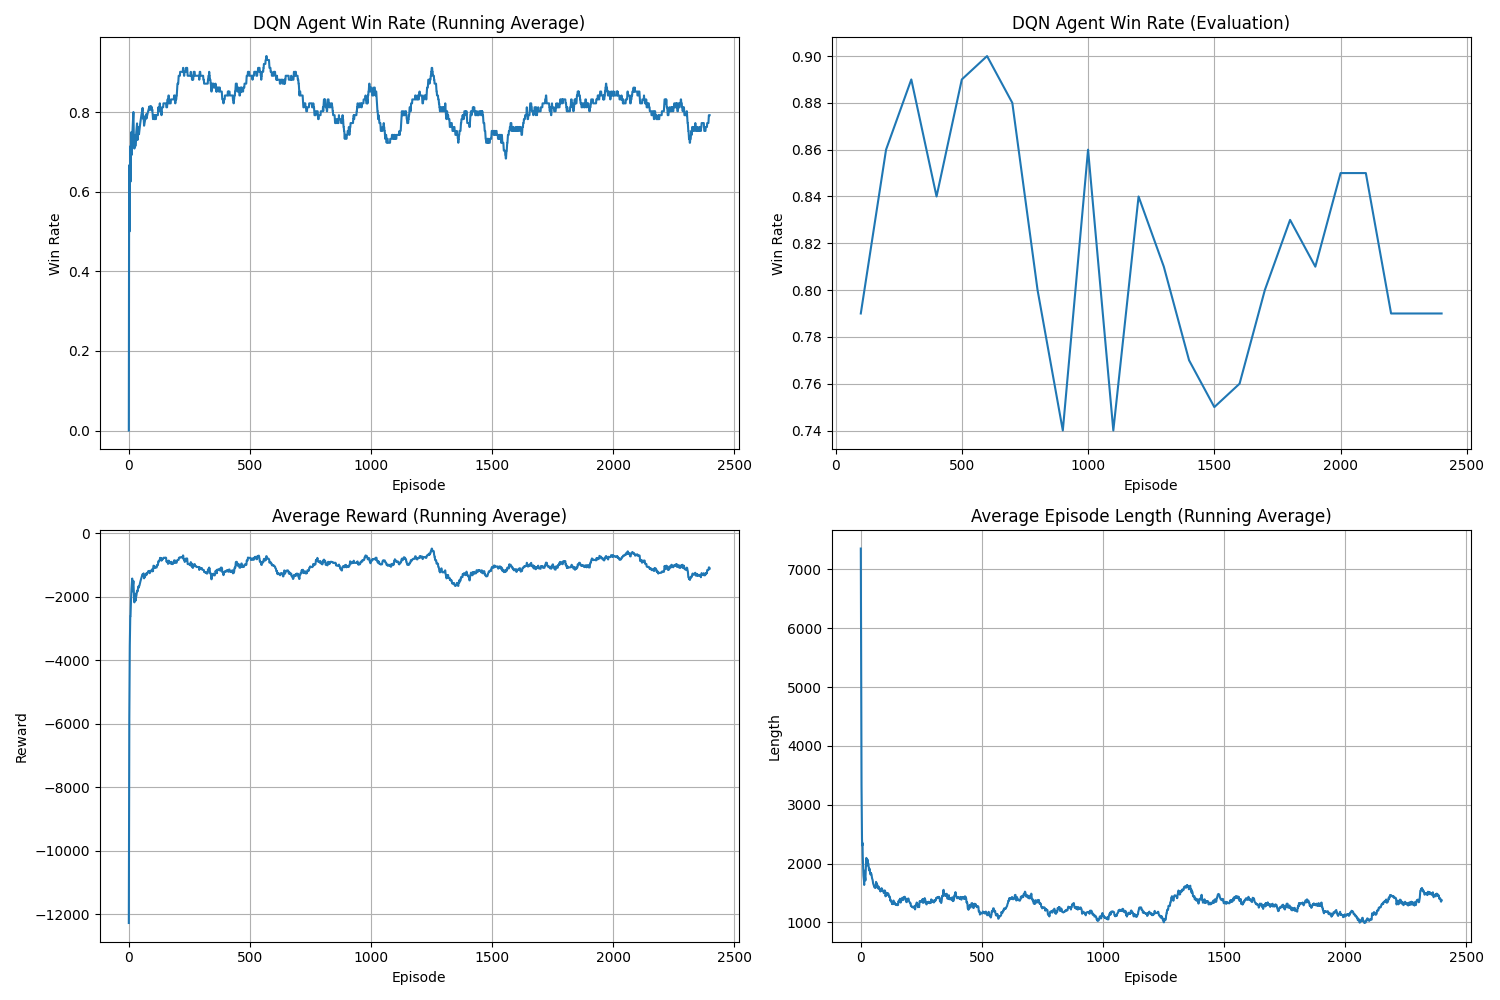 DQN Agent Win Rate (Running Average)
Win Rate
0.8
0.6
0.4
0.2
0.0
0 500 1000 1500 2000 2500
Episode
DQN Agent Win Rate (Evaluation)
Win Rate
0.90
0.88
0.86
0.84
0.82
0.80
0.78
0.76
0.74
0 500 1000 1500 2000 2500
Episode
Average Reward (Running Average)
Reward
0
−2000
−4000
−6000
−8000
−10000
−12000
0 500 1000 1500 2000 2500
Episode
Average Episode Length (Running Average)
Length
7000
6000
5000
4000
3000
2000
1000
0 500 1000 1500 2000 2500
Episode